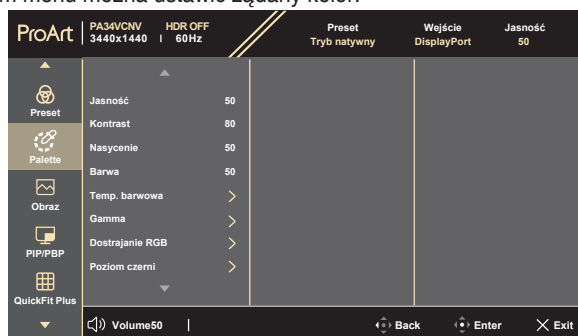 m menu można ustawić żądany kolor.
ProArt
PA34VCNV HDR OFF
3440x1440 | 60Hz
Preset
Tryb natywny
Wejście
DisplayPort
Jasność
50
Preset
Palette
Obraz
PIP/PBP
QuickFit Plus
Jasność 50
Kontrast 80
Nasycenie 50
Barwa 50
Temp. barwowa
Gamma
Dostrajanie RGB
Poziom czerni
Volume50 |
Back
Enter
Exit